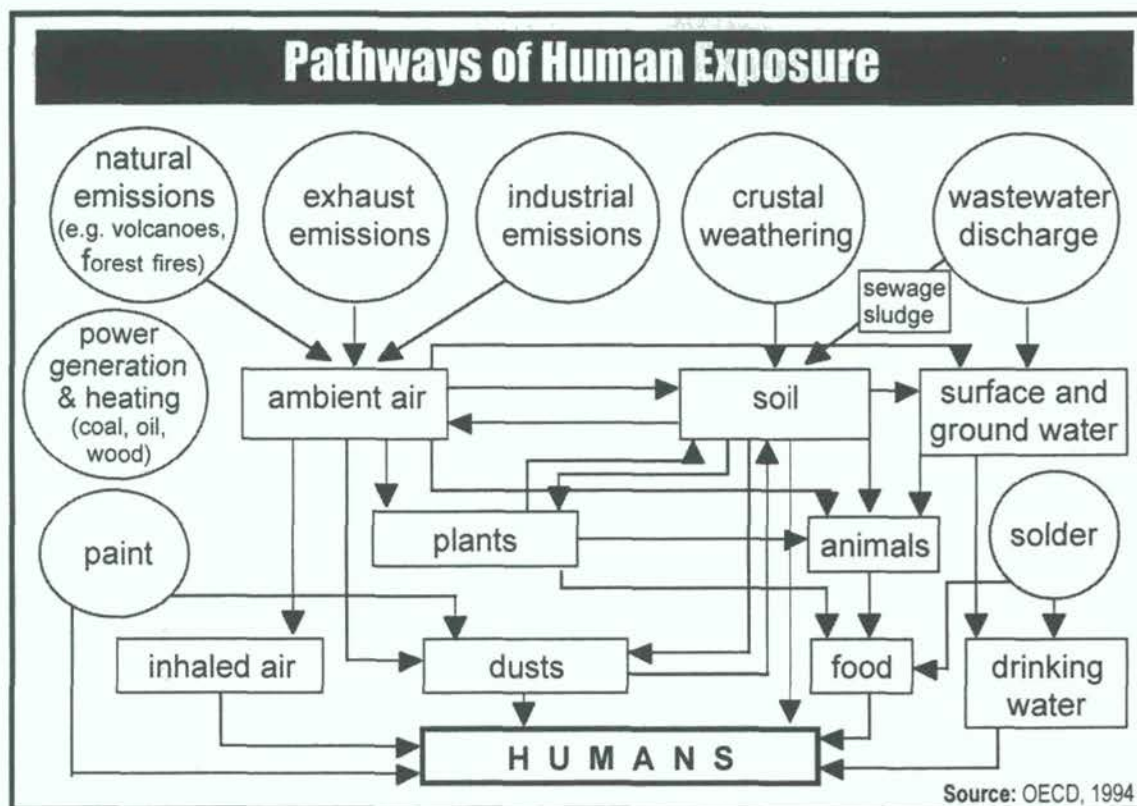 Pathways of Human Exposure
natural
emissions
(e.g. volcanoes,
forest fires)
exhaust
emissions
industrial
emissions
crustal
weathering
wastewater
discharge
sewage
sludge
power
generation
& heating
(coal, oil,
wood)
ambient air
soil
surface and
ground water
paint
plants
animals
solder
inhaled air
dusts
food
drinking
water
HUMANS
Source: OECD, 1994